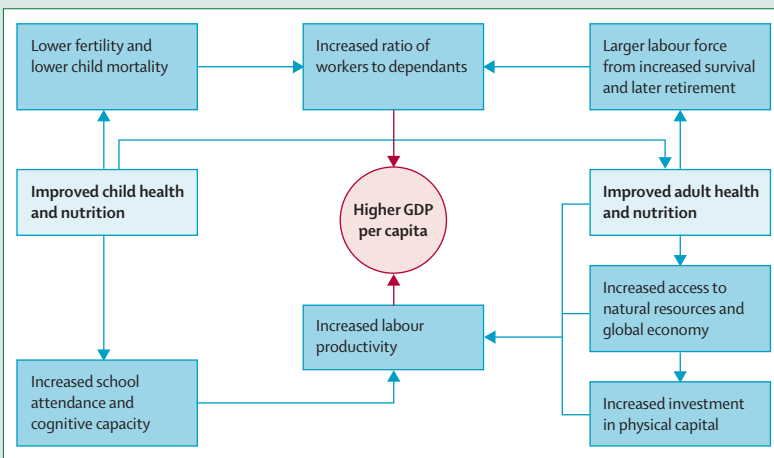 Lower fertility and
lower child mortality
Increased ratio of
workers to dependants
Larger labour force
from increased survival
and later retirement
Improved child health
and nutrition
Higher GDP
per capita
Improved adult health
and nutrition
Increased labour
productivity
Increased access to
natural resources and
global economy
Increased school
attendance and
cognitive capacity
Increased investment
in physical capital